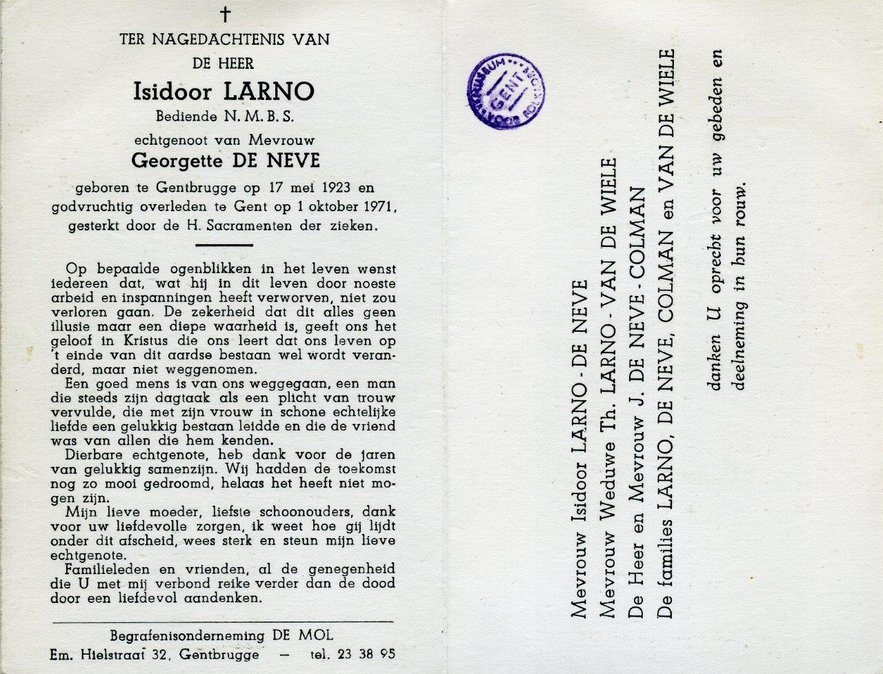 TER NAGEDACHTENIS VAN
DE HEER
Isidoor LARNO
Bediende N. M. B. S.
echtgenoot van Mevrouw
Georgette DE NEVE
geboren te Gentbrugge op 17 mei 1923 en
godvruchtig overleden te Gent op 1 oktober 1971,
gesterkt door de H. Sacramenten der zieken.
Op bepaalde ogenblikken in het leven wenst
iedereen dat, wat hij in dit leven door noeste
arbeid en inspanningen heeft verworven, niet zou
verloren gaan. De zekerheid dat dit alles geen
illusie maar een diepe waarheid is, geeft ons het
geloof in Kristus die ons leert dat ons leven op
't einde van dit aardse bestaan wel wordt veran-
derd, maar niet weggenomen.
Een goed mens is van ons weggegaan, een man
die steeds zijn dagtaak als een plicht van trouw
vervulde, die met zijn vrouw in schone echtelijke
liefde een gelukkig bestaan leidde en die de vriend
was van allen die hem kenden.
Dierbare echtgenote, heb dank voor de jaren
van gelukkig samenzijn. Wij hadden de toekomst
nog zo mooi gedroomd, helaas het heeft niet mo-
gen zijn.
Mijn lieve moeder, liefste schoonouders, dank
voor uw liefdevolle zorgen, ik weet hoe gij lijdt
onder dit afscheid, wees sterk en steun mijn lieve
echtgenote.
Familieleden en vrienden, al de genegenheid
die U met mij verbond reike verder dan de dood
door een liefdevol aandenken.
Begrafenisonderneming DE MOL
Em. Hielstraat 32, Gentbrugge — tel. 23 38 95
GENT
Mevrouw Isidoor LARNO - DE NEVE
Mevrouw Weduwe Th. LARNO - VAN DE WIELE
De Heer en Mevrouw J. DE NEVE - COLMAN
De families LARNO, DE NEVE, COLMAN en VAN DE WIELE
danken U oprecht voor uw gebeden en
deelneming in hun rouw.